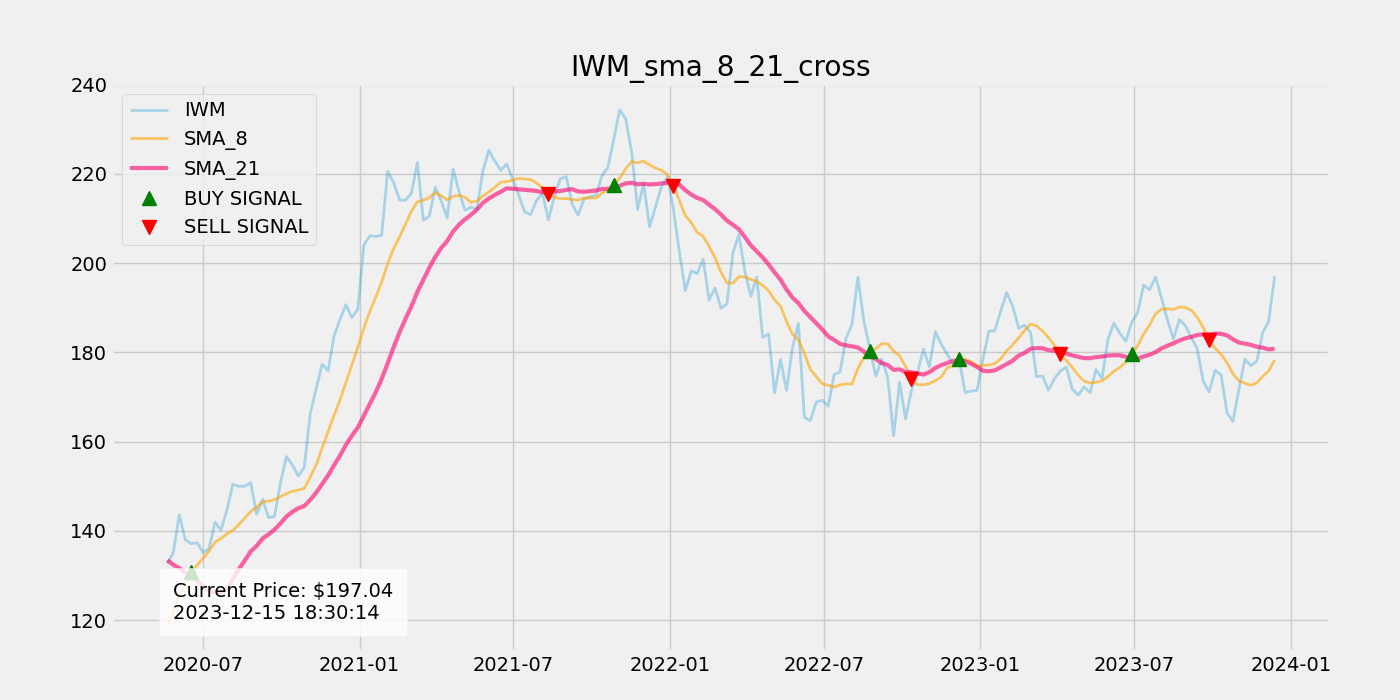 IWM_sma_8_21_cross
240
220
200
180
160
140
120
IWM
SMA_8
SMA_21
BUY SIGNAL
SELL SIGNAL
Current Price: $197.04
2023-12-15 18:30:14
2020-07
2021-01
2021-07
2022-01
2022-07
2023-01
2023-07
2024-01